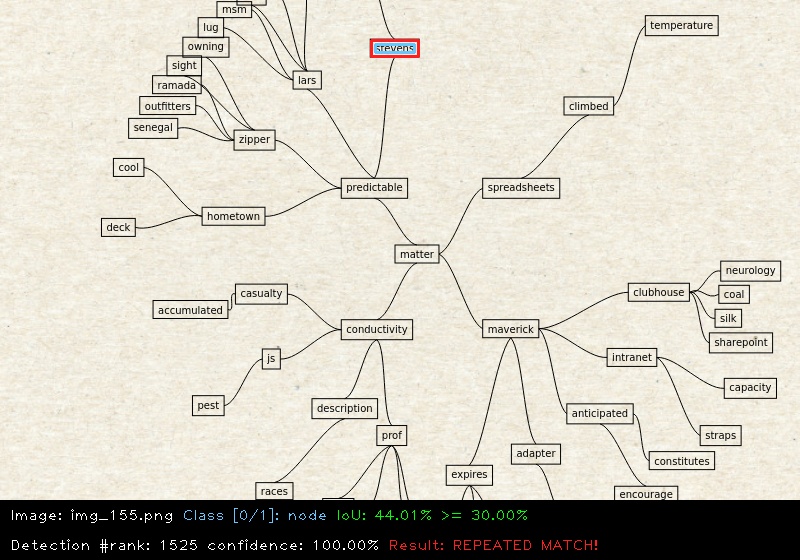 temperature
msm
lug
owning
stevens
sight
lars
ramada
climbed
outfitters
senegal
zipper
cool
predictable
spreadsheets
hometown
deck
matter
neurology
casualty
clubhouse
coal
accumulated
silk
conductivity
maverick
sharepoint
js
intranet
capacity
pest
description
anticipated
prof
straps
adapter
constitutes
expires
races
encourage
Image: img_155.png Class [0/1]: node IoU: 44.01% >= 30.00%
Detection #rank: 1525 confidence: 100.00% Result: REPEATED MATCH!